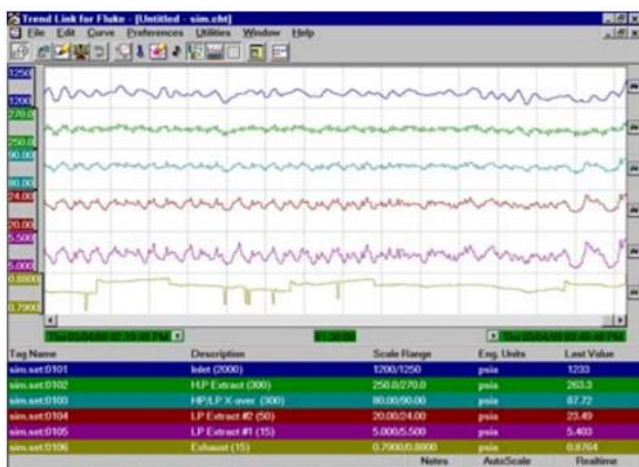 Trend Link for Fluke - [Untitled - sim.cht]
File Edit Curve Preferences Utilities Window Help
1250
1200
270.0
250.0
90.00
80.00
24.00
20.00
5.500
5.000
0.8800
0.7900
01:30:00
Tag Name Description Scale Range Eng. Units Last Value
sim.set:0101 Inlet (2000) 1200/1250 psia 1233
sim.set:0102 H.P Extract (300) 250.0/270.0 psia 263.3
sim.set:0103 HP/LP X-over (300) 80.00/90.00 psia 87.72
sim.set:0104 LP Extract #2 (50) 20.00/24.00 psia 23.49
sim.set:0105 LP Extract #1 (15) 5.000/5.500 psia 5.403
sim.set:0106 Exhaust (15) 0.7900/0.8800 psia 0.8764
Notes AutoScale Realtime